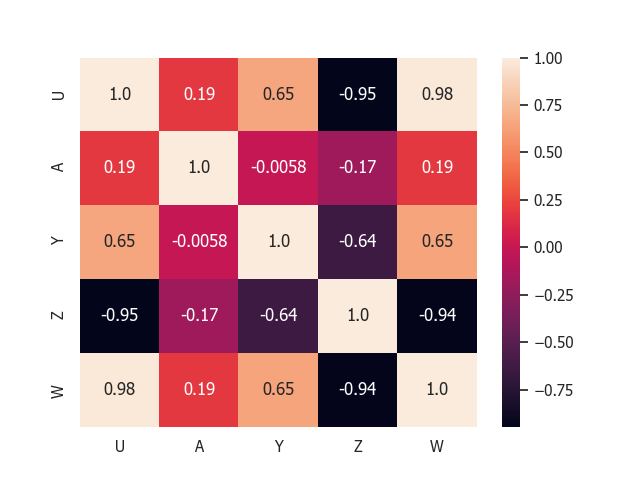 U 1.0 0.19 0.65 -0.95 0.98
A 0.19 1.0 -0.0058 -0.17 0.19
Y 0.65 -0.0058 1.0 -0.64 0.65
Z -0.95 -0.17 -0.64 1.0 -0.94
W 0.98 0.19 0.65 -0.94 1.0
U A Y Z W
1.00
0.75
0.50
0.25
0.00
−0.25
−0.50
−0.75